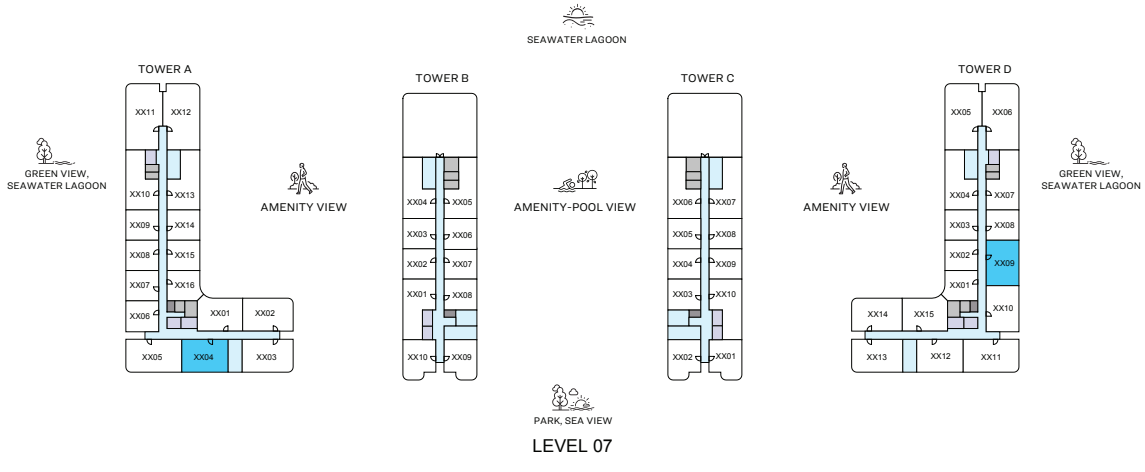 SEAWATER LAGOON
TOWER A
TOWER B
TOWER C
TOWER D
XX11 XX12
XX10 XX13
XX09 XX14
XX08 XX15
XX07 XX16
XX06 XX01 XX02
XX05 XX04 XX03
XX04 XX05
XX03 XX06
XX02 XX07
XX01 XX08
XX10 XX09
XX06 XX07
XX05 XX08
XX04 XX09
XX03 XX10
XX02 XX01
XX05 XX06
XX04 XX07
XX03 XX08
XX02 XX09
XX01
XX10
XX14 XX15
XX13 XX12 XX11
GREEN VIEW,
SEAWATER LAGOON
AMENITY VIEW
AMENITY-POOL VIEW
AMENITY VIEW
GREEN VIEW,
SEAWATER LAGOON
PARK, SEA VIEW
LEVEL 07